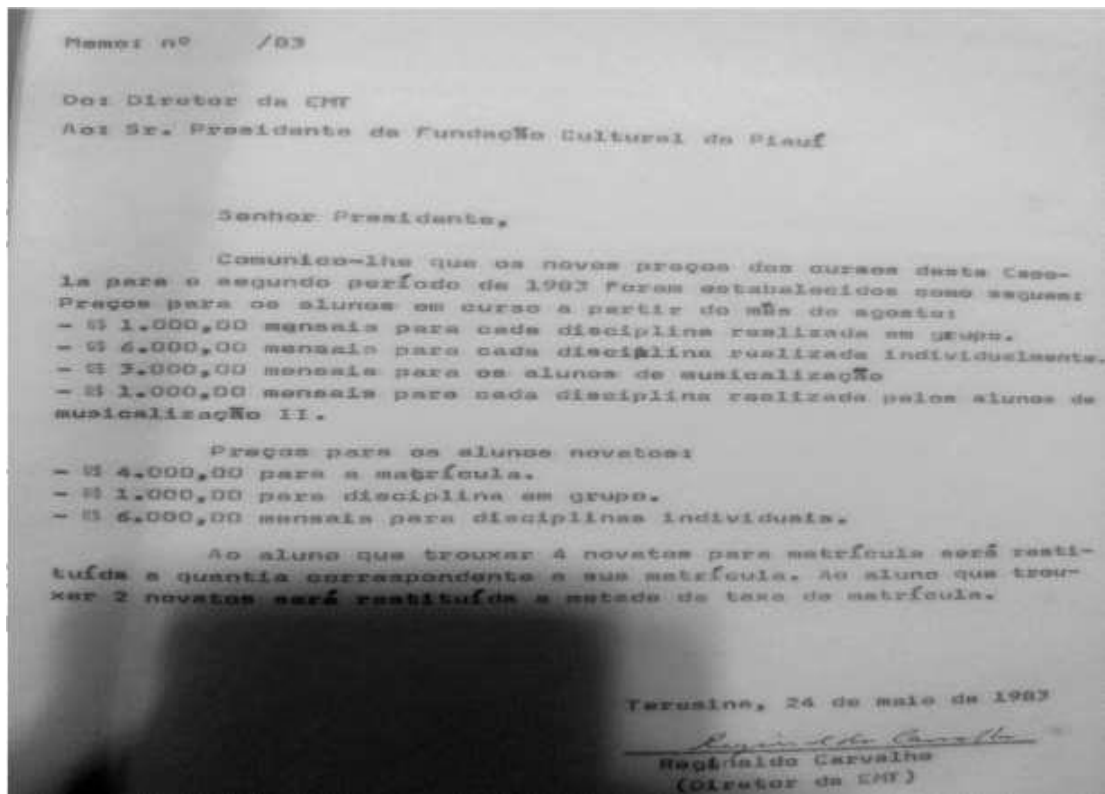 Memo: nº /83
Do: Diretor da EMT
Ao: Sr. Presidente da Fundação Cultural do Piauí
Senhor Presidente,
Comunico-lhe que os novos preços dos cursos desta Esco-
la para o segundo período de 1983 foram estabelecidos como segue:
Preços para os alunos em curso a partir do mês de agosto:
- $ 1.000,00 mensais para cada disciplina realizada em grupo.
- $ 6.000,00 mensais para cada disciplina realizada individualmente.
- $ 3.000,00 mensais para os alunos de musicalização
- $ 1.000,00 mensais para cada disciplina realizada pelos alunos de
musicalização II.
Preços para os alunos novatos:
- $ 4.000,00 para a matrícula.
- $ 1.000,00 para disciplina em grupo.
- $ 6.000,00 mensais para disciplinas individuais.
Ao aluno que trouxer 4 novatos para matrícula será resti-
tuída a quantia correspondente a sua matrícula. Ao aluno que trou-
xer 2 novatos será restituída a metade da taxa de matrícula.
Teresina, 24 de maio de 1983
Reginaldo Carvalho
Reginaldo Carvalho
(Diretor da EMT)